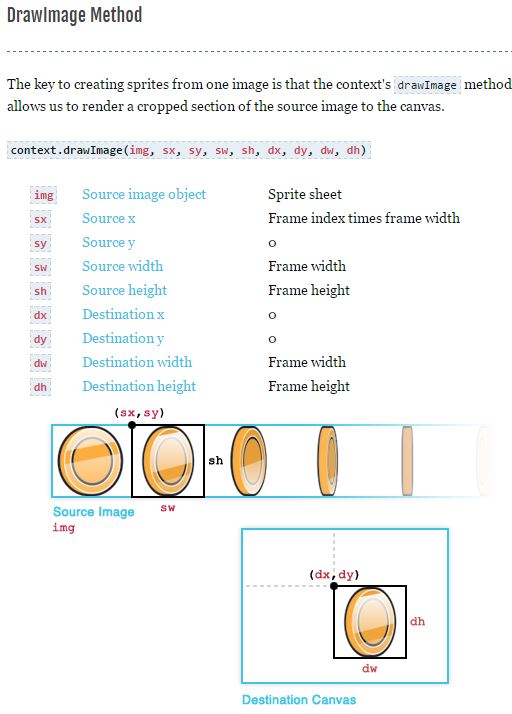 DrawImage Method
The key to creating sprites from one image is that the context's drawImage method
allows us to render a cropped section of the source image to the canvas.
context.drawImage(img, sx, sy, sw, sh, dx, dy, dw, dh)
img Source image object Sprite sheet
sx Source x Frame index times frame width
sy Source y 0
sw Source width Frame width
sh Source height Frame height
dx Destination x 0
dy Destination y 0
dw Destination width Frame width
dh Destination height Frame height
(sx,sy)
sh
Source Image sw
img
(dx,dy)
dh
dw
Destination Canvas